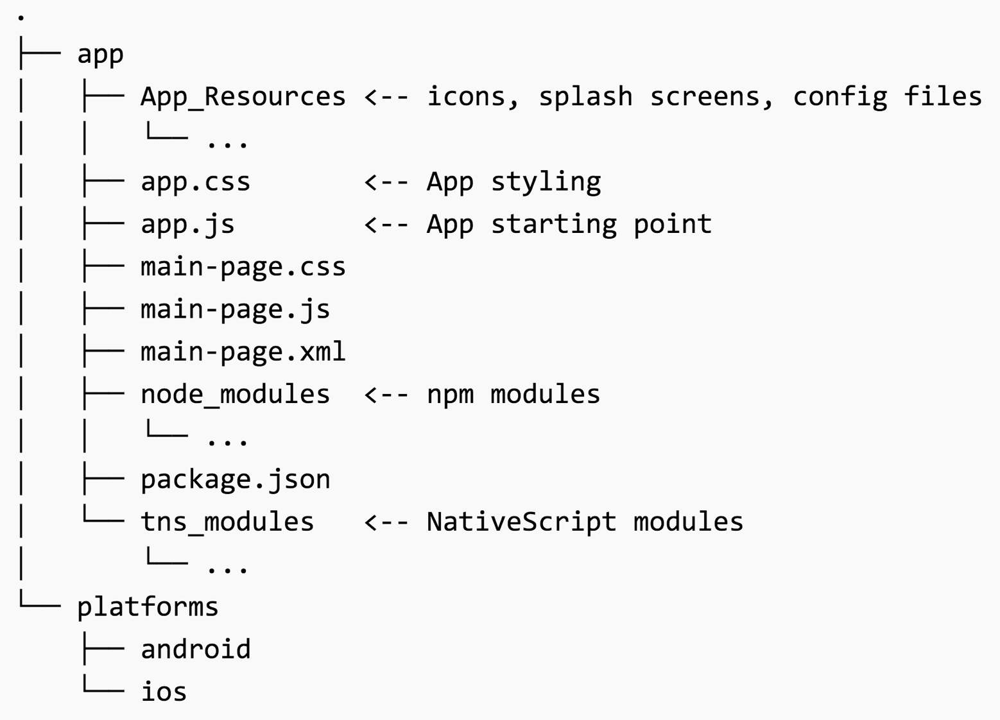 .
├── app
│   ├── App_Resources <-- icons, splash screens, config files
│   │   └── ...
│   ├── app.css       <-- App styling
│   ├── app.js        <-- App starting point
│   ├── main-page.css
│   ├── main-page.js
│   ├── main-page.xml
│   ├── node_modules  <-- npm modules
│   │   └── ...
│   ├── package.json
│   └── tns_modules   <-- NativeScript modules
│       └── ...
└── platforms
    ├── android
    └── ios